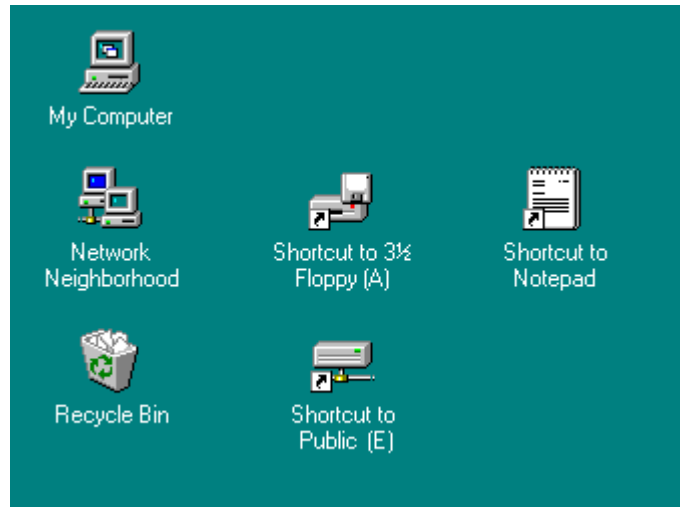 My Computer
Network
Neighborhood
Shortcut to 3½
Floppy (A)
Shortcut to
Notepad
Recycle Bin
Shortcut to
Public (E)